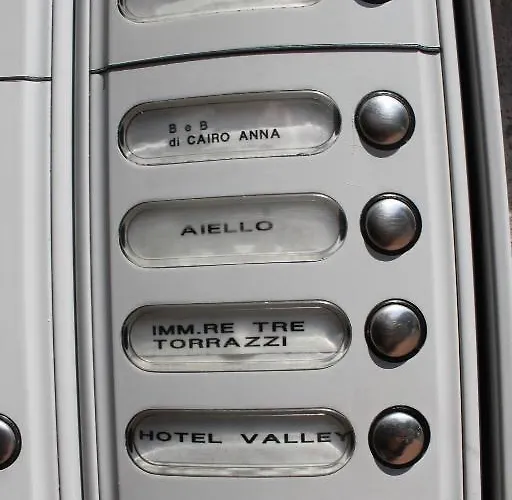 B e B
di CAIRO ANNA
AIELLO
IMM.RE TRE
TORRAZZI
HOTEL VALLEY